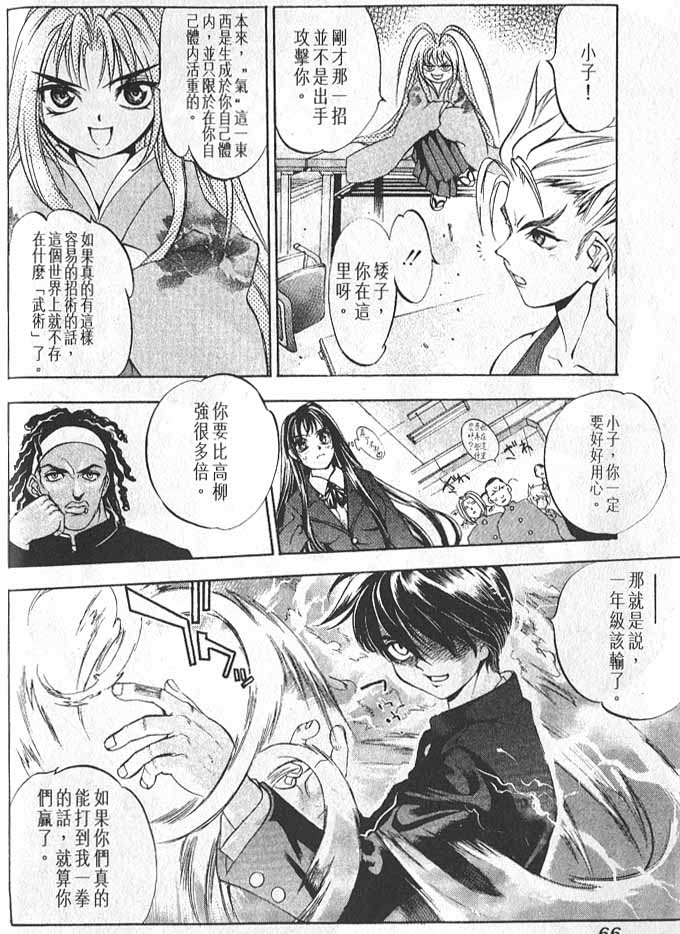 小子！
剛才那一招
並不是出手
攻擊你。
!!
矮子，
你在這
里呀。
本來，”氣“這一東
西是生成於你自己體
內，並只限於在你自
己體內活重的。
如果真的有這樣
容易的招術的話，
這個世界上就不存
在什麼「武術」了。
小子，你一定
要好好用心。
ざわ
ざわ
你要比高柳
強很多倍。
那就是說，
一年級該輸了。
如果你們真的
能打到我一拳
的話，就算你
們贏了。
66